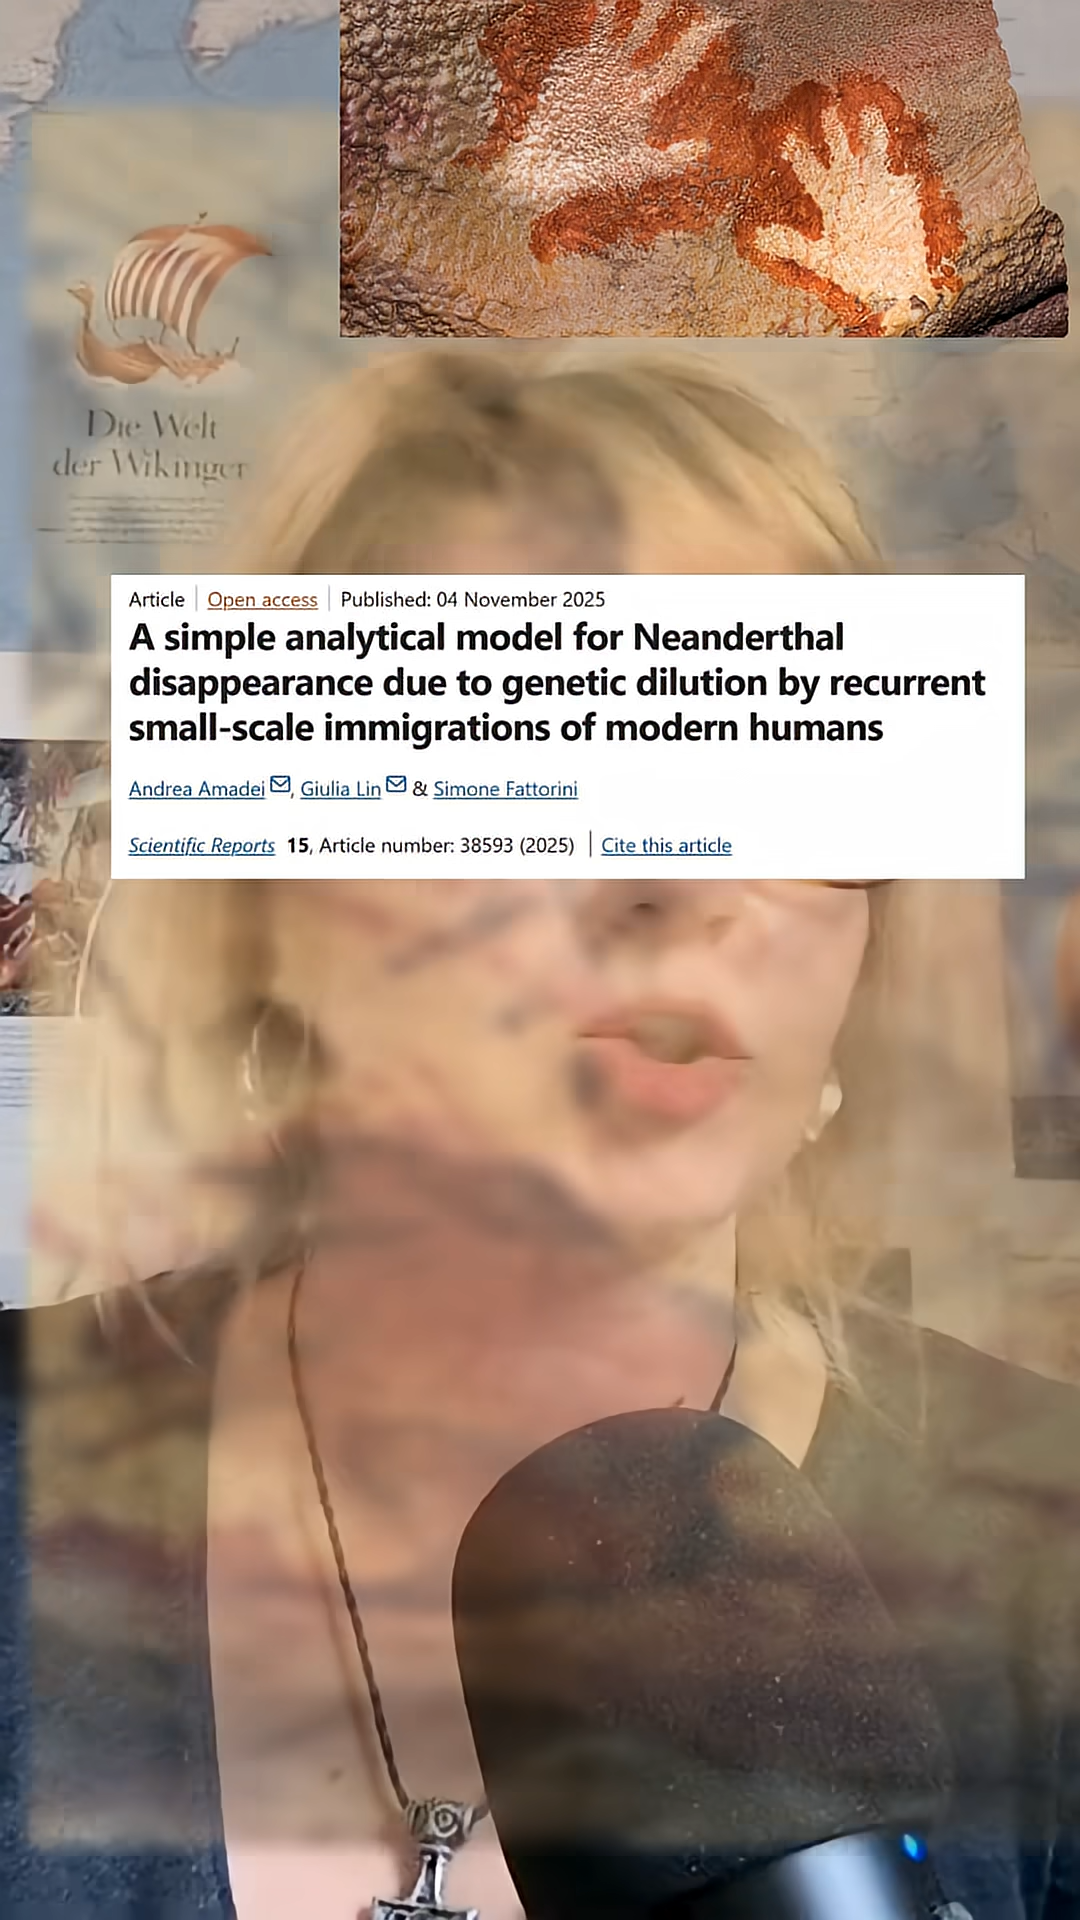 Die Welt
der Wikinger
Article | Open access | Published: 04 November 2025
A simple analytical model for Neanderthal
disappearance due to genetic dilution by recurrent
small-scale immigrations of modern humans
Andrea Amadei, Giulia Lin & Simone Fattorini
Scientific Reports 15, Article number: 38593 (2025) | Cite this article